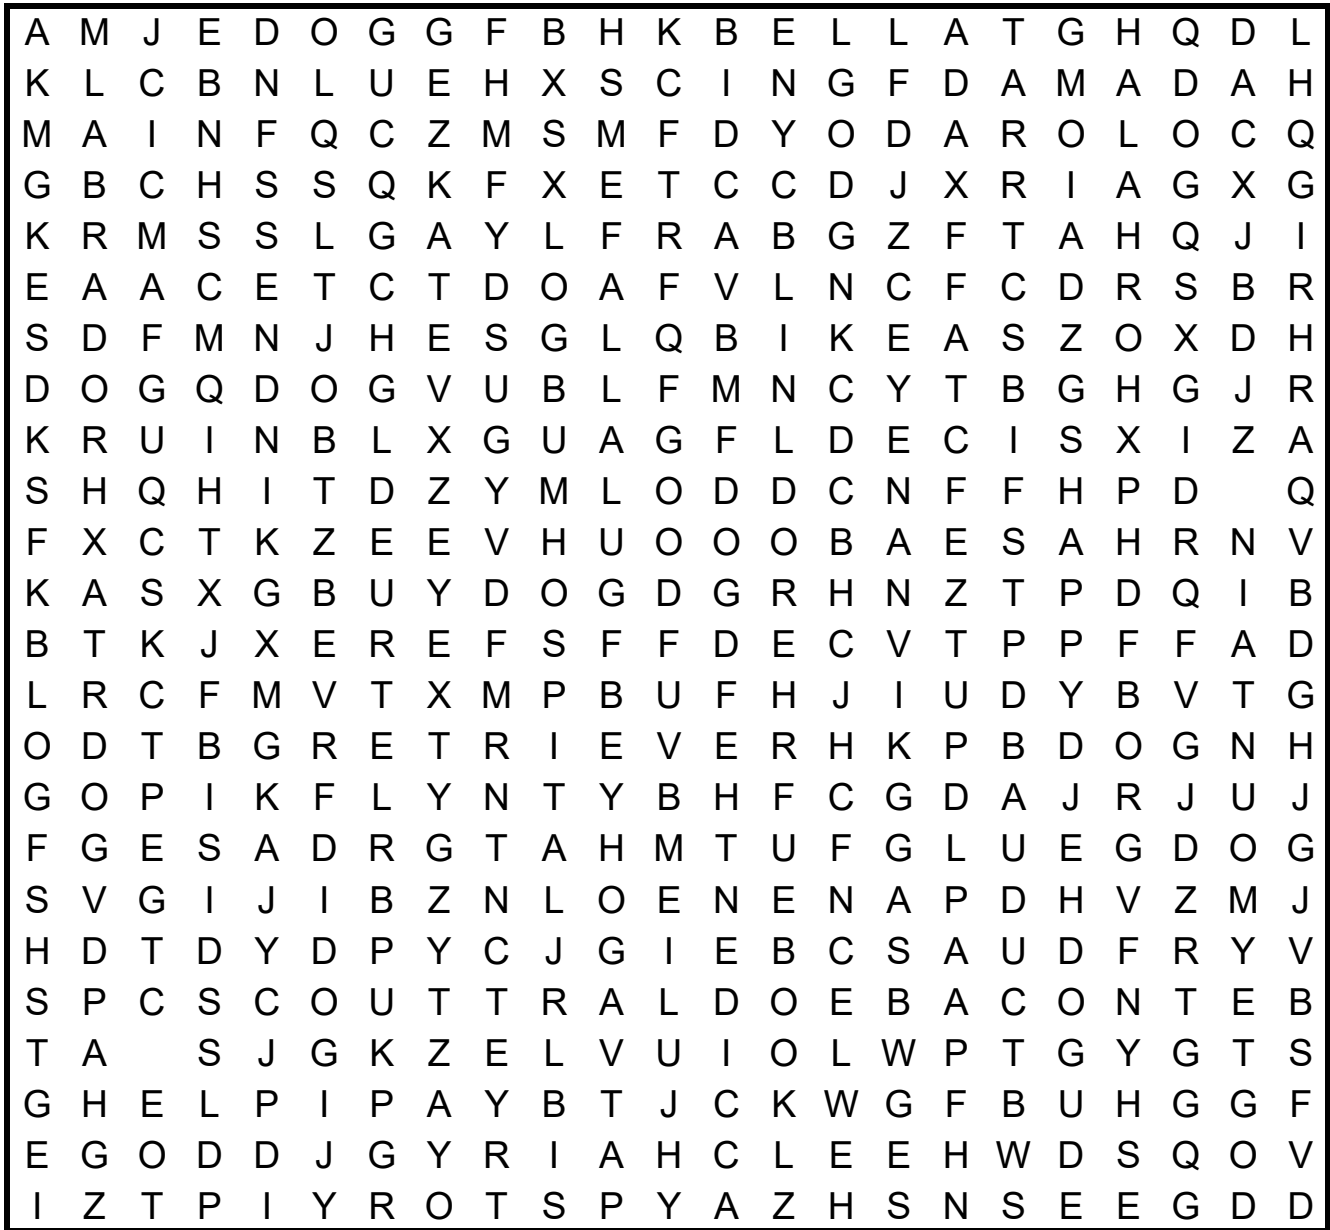 A M J E D O G G F B H K B E L L A T G H Q D L
K L C B N L U E H X S C I N G F D A M A D A H
M A I N F Q C Z M S M F D Y O D A R O L O C Q
G B C H S S Q K F X E T C C D J X R I A G X G
K R M S S L G A Y L F R A B G Z F T A H Q J I
E A A C E T C T D O A F V L N C F C D R S B R
S D F M N J H E S G L Q B I K E A S Z O X D H
D O G Q D O G V U B L F M N C Y T B G H G J R
K R U I N B L X G U A G F L D E C I S X I Z A
S H Q H I T D Z Y M L O D D C N F F H P D Q
F X C T K Z E E V H U O O O B A E S A H R N V
K A S X G B U Y D O G D G R H N Z T P D Q I B
B T K J X E R E F S F F D E C V T P P F F A D
L R C F M V T X M P B U F H J I U D Y B V T G
O D T B G R E T R I E V E R H K P B D O G N H
G O P I K F L Y N T Y B H F C G D A J R J U J
F G E S A D R G T A H M T U F G L U E G D O G
S V G I J I B Z N L O E N E N A P D H V Z M J
H D T D Y D P Y C J G I E B C S A U D F R Y V
S P C S C O U T T R A L D O E B A C O N T E B
T A S J G K Z E L V U I O L W P T G Y G T S
G H E L P I P A Y B T J C K W G F B U H G G F
E G O D D J G Y R I A H C L E E H W D S Q O V
I Z T P I Y R O T S P Y A Z H S N S E E G D D